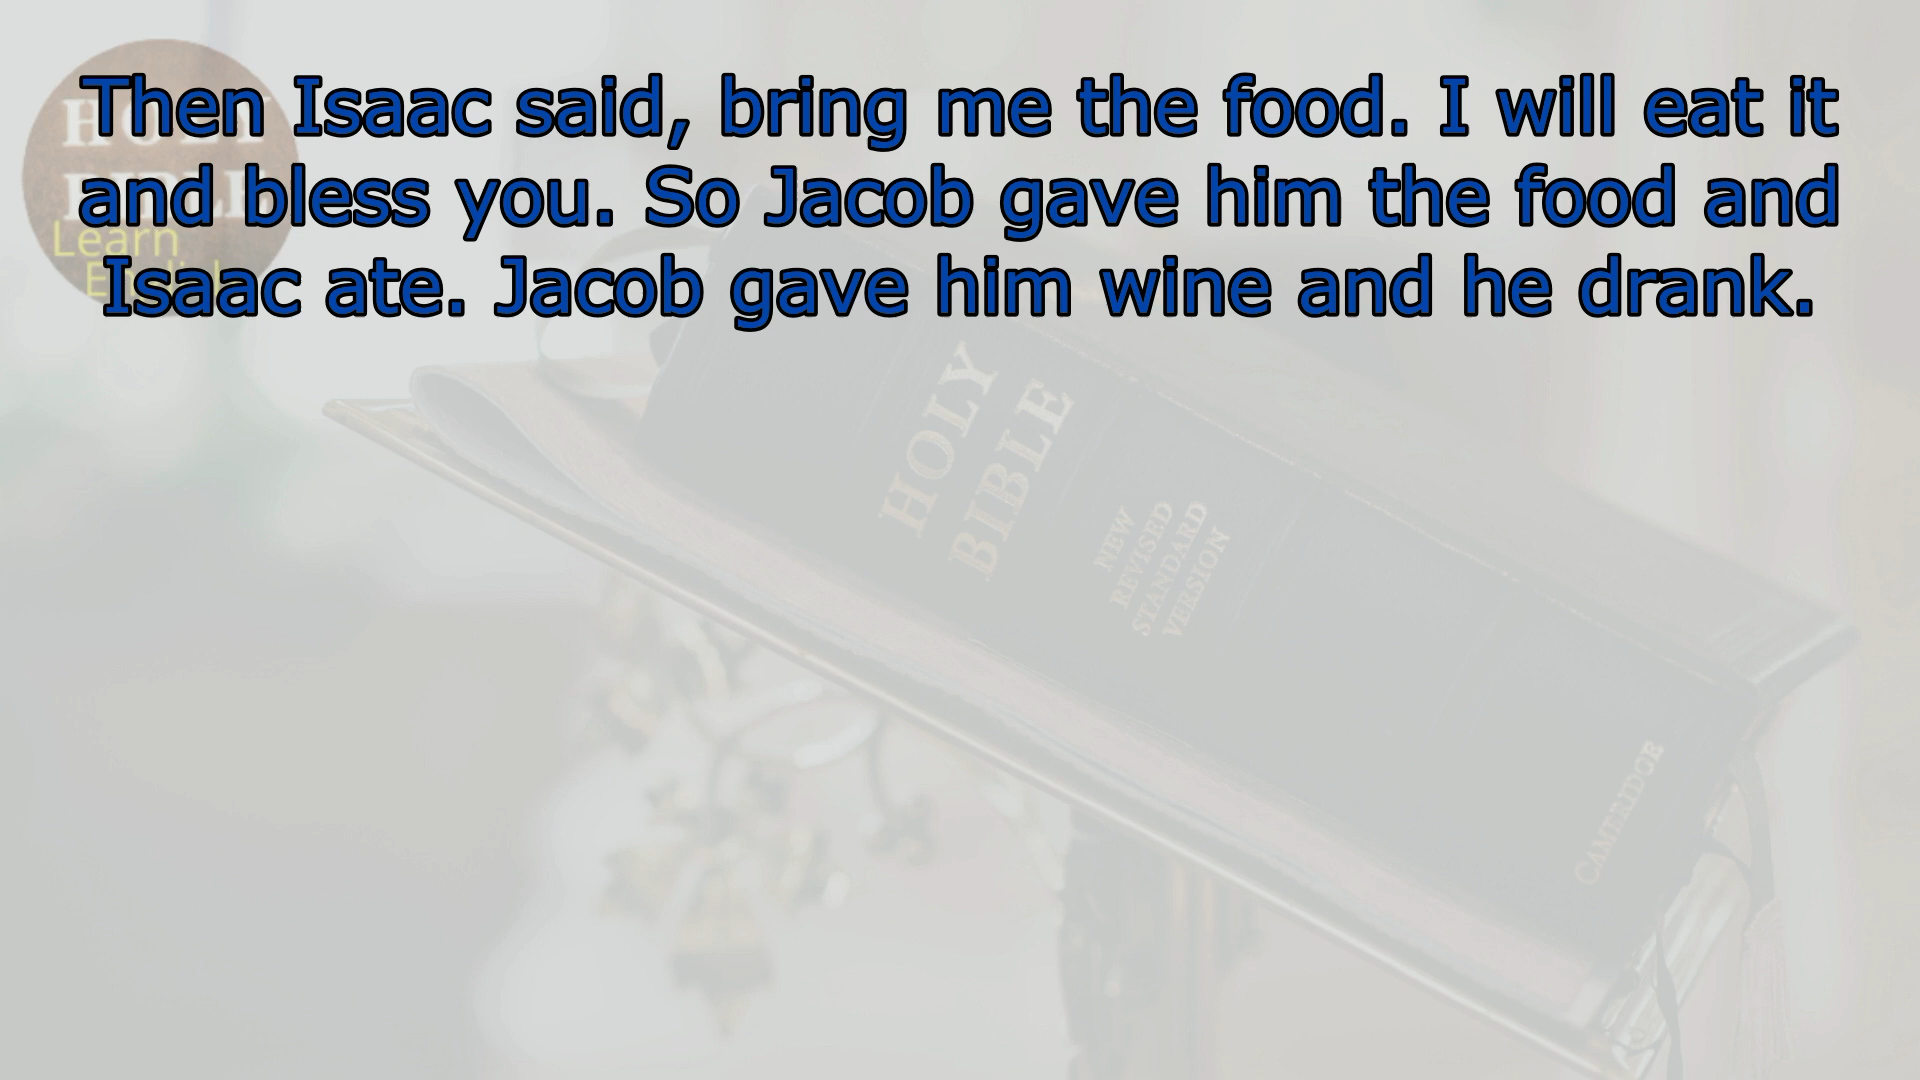 Then Isaac said, bring me the food. I will eat it
and bless you. So Jacob gave him the food and
Isaac ate. Jacob gave him wine and he drank.
HOLY
BIBLE
Learn
English
HOLY
BIBLE
NEW
REVISED
STANDARD
VERSION
CAMBRIDGE